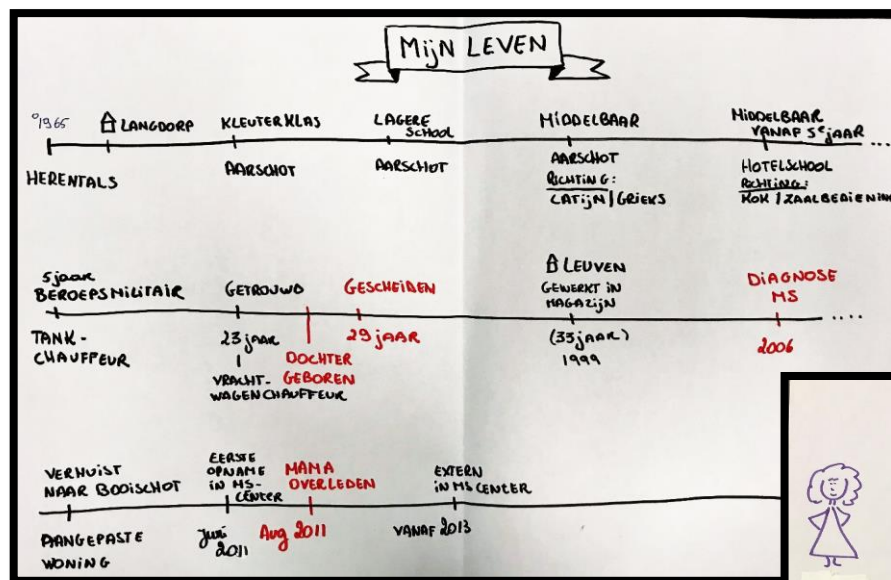 MijN LEVEN
°1965
LANGDORP
KLEUTERKLAS
LAGERE
SCHOOL
MIDDELBAAR
MIDDELBAAR
VANAF 5e JAAR
....
HERENTALS
AARSCHOT
AARSCHOT
AARSCHOT
RICHTING:
LATIJN/GRIEKS
HOTELSCHOOL
RICHTING:
KOK/ZAALBEDIENING
5 jaar
BEROEPSMILITAIR
GETROUWD
GESCHEIDEN
LEUVEN
GEWERKT IN
MAGAZIJN
DIAGNOSE
MS
....
TANK-
CHAUFFEUR
23 jaar
VRACHT-
WAGENCHAUFFEUR
DOCHTER
GEBOREN
29 jaar
(33 jaar)
1999
2006
VERHUIST
NAAR BOOISCHOT
EERSTE
OPNAME
IN MS-
CENTER
MAMA
OVERLEDEN
EXTERN
IN MS CENTER
AANGEPASTE
WONING
Juni
2011
Aug 2011
VANAF 2013